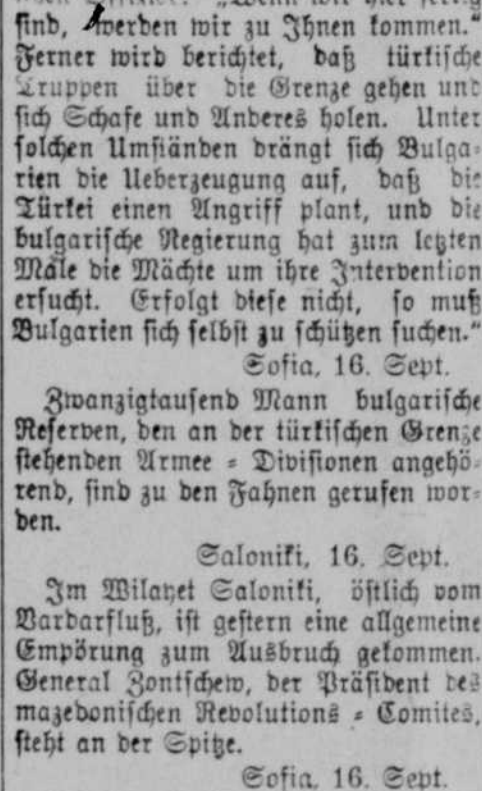 „Wenn wir hier fertig
sind, werden wir zu Ihnen kommen.“
Ferner wird berichtet, daß türkische
Truppen über die Grenze gehen und
sich Schafe und Anderes holen. Unter
solchen Umständen drängt sich Bulga-
rien die Ueberzeugung auf, daß die
Türkei einen Angriff plant, und die
bulgarische Regierung hat zum letzten
Male die Mächte um ihre Intervention
ersucht. Erfolgt diese nicht, so muß
Bulgarien sich selbst zu schützen suchen.“
Sofia, 16. Sept.
Zwanzigtausend Mann bulgarische
Reserven, den an der türkischen Grenze
stehenden Armee-Divisionen angehö-
rend, sind zu den Fahnen gerufen wor-
den.
Saloniki, 16. Sept.
Im Wilayet Saloniki, östlich vom
Vardarfluß, ist gestern eine allgemeine
Empörung zum Ausbruch gekommen.
General Zontschew, der Präsident des
mazedonischen Revolutions-Comites,
steht an der Spitze.
Sofia, 16. Sept.